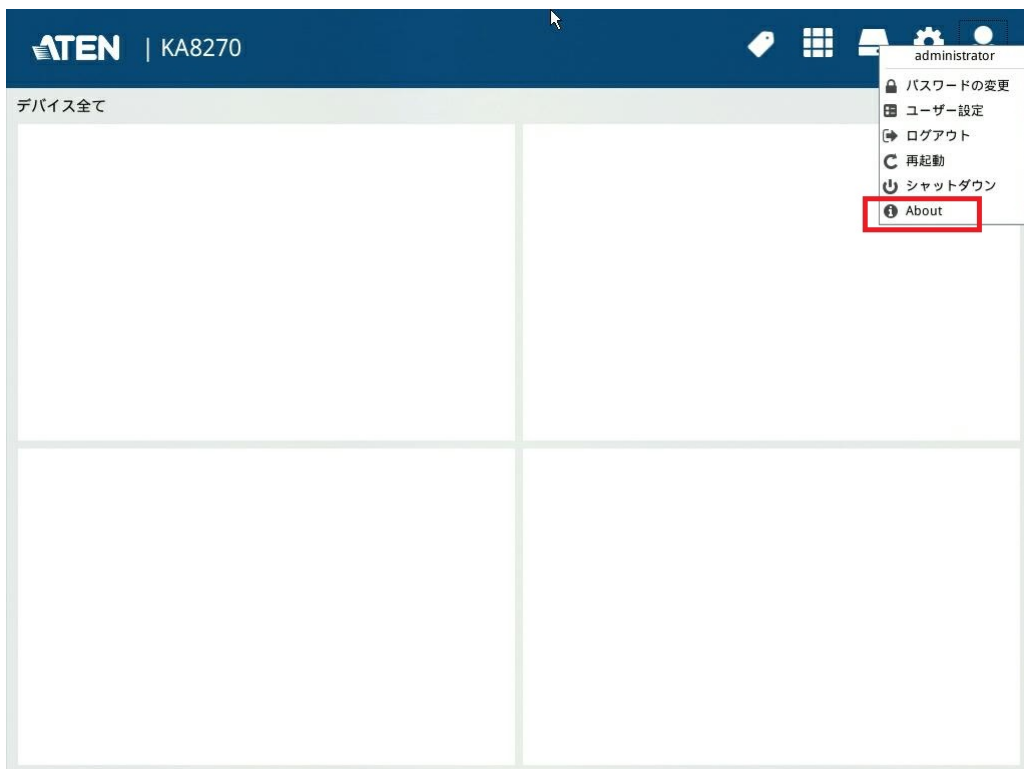 ATEN | KA8270
administrator
デバイス全て
パスワードの変更
ユーザー設定
ログアウト
再起動
シャットダウン
About